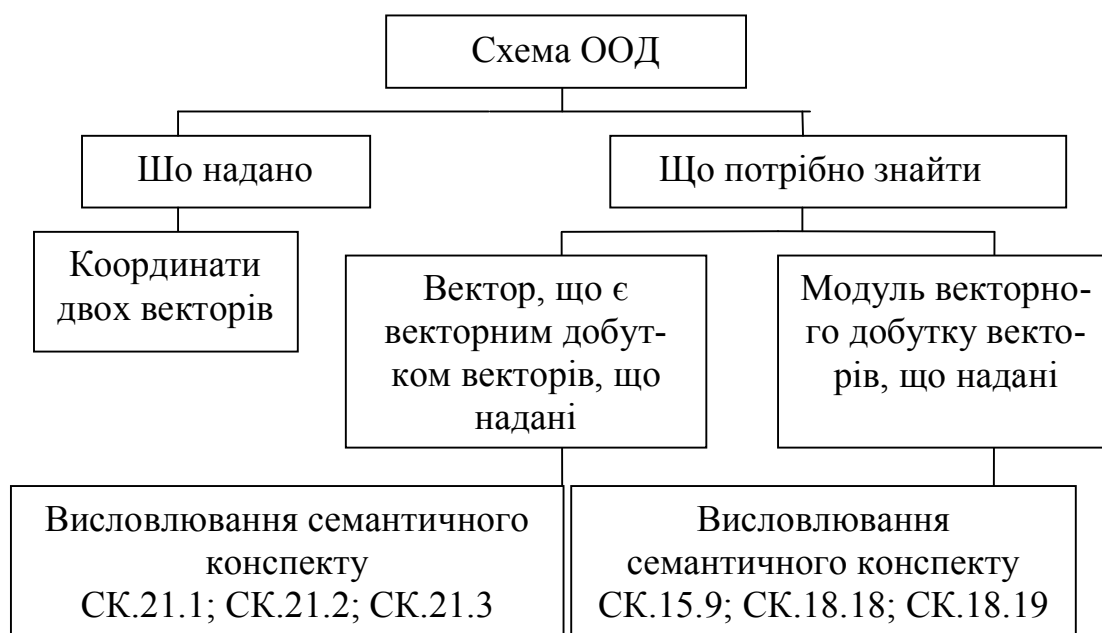 Схема ООД
Шо надано
Що потрібно знайти
Координати
двох векторів
Вектор, що є
векторним добут-
ком векторів, що
надані
Модуль векторно-
го добутку векто-
рів, що надані
Висловлювання семантичного
конспекту
СК.21.1; СК.21.2; СК.21.3
Висловлювання
семантичного конспекту
СК.15.9; СК.18.18; СК.18.19